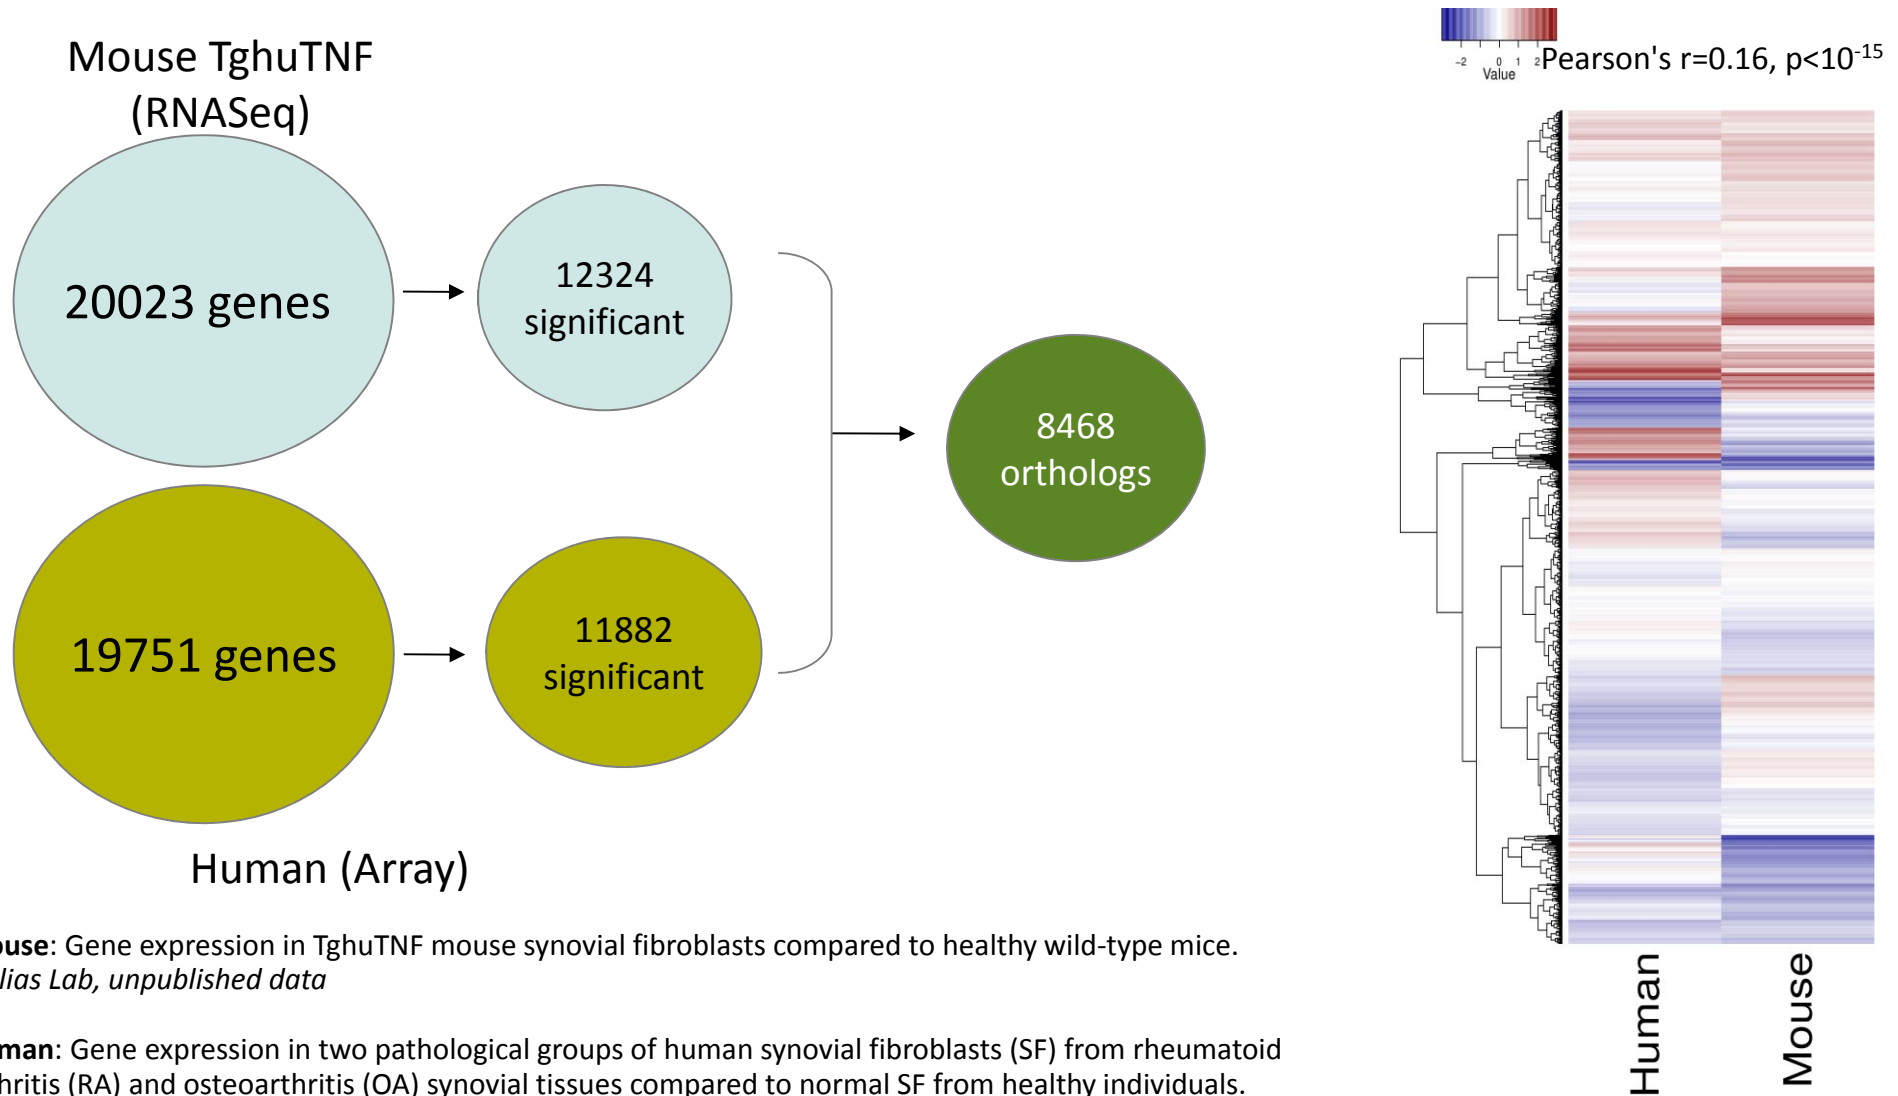 Mouse TghuTNF
(RNASeq)
20023 genes
12324
significant
8468
orthologs
19751 genes
11882
significant
Human (Array)
-2 0 1 2
Value
Pearson's r=0.16, p<10-15
Human
Mouse
ouse: Gene expression in TghuTNF mouse synovial fibroblasts compared to healthy wild-type mice.
lias Lab, unpublished data
man: Gene expression in two pathological groups of human synovial fibroblasts (SF) from rheumatoid
hritis (RA) and osteoarthritis (OA) synovial tissues compared to normal SF from healthy individuals.